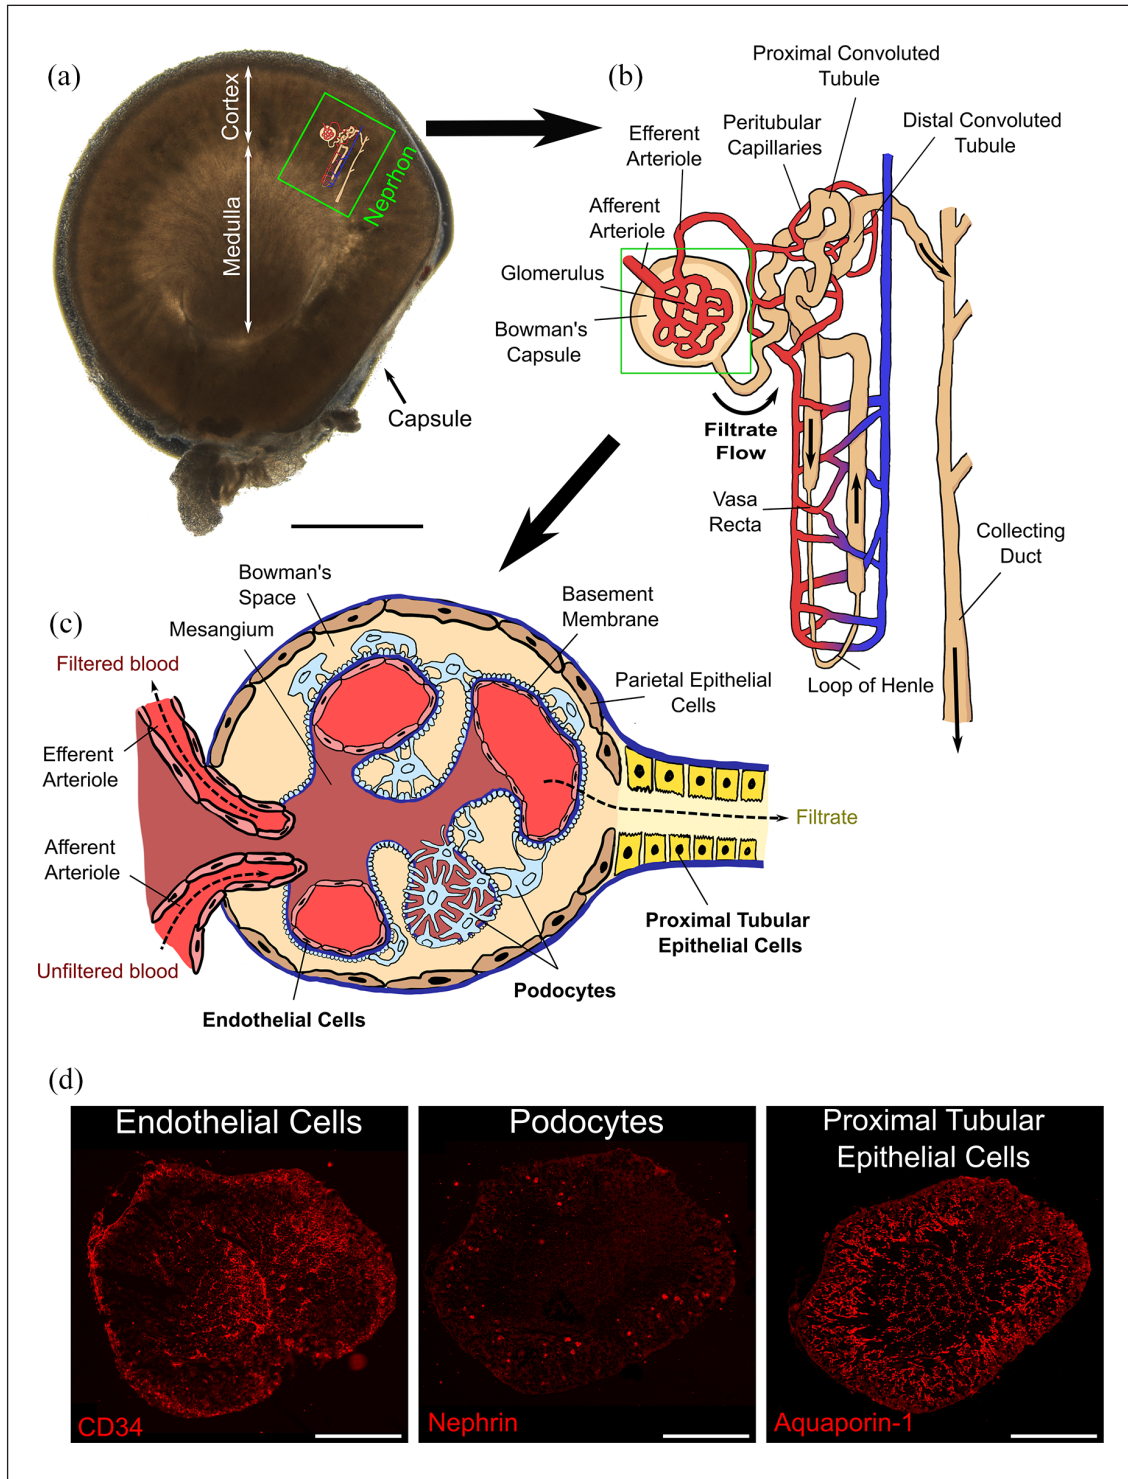 (a)
Cortex
Medulla
Neprhon
Capsule
(b)
Proximal Convoluted
Tubule
Peritubular
Capillaries
Distal Convoluted
Tubule
Efferent
Arteriole
Afferent
Arteriole
Glomerulus
Bowman's
Capsule
Filtrate
Flow
Vasa
Recta
Collecting
Duct
Loop of Henle
(c)
Bowman's
Space
Mesangium
Basement
Membrane
Filtered blood
Parietal Epithelial
Cells
Efferent
Arteriole
Filtrate
Afferent
Arteriole
Proximal Tubular
Epithelial Cells
Unfiltered blood
Podocytes
Endothelial Cells
(d)
Endothelial Cells
CD34
Podocytes
Nephrin
Proximal Tubular
Epithelial Cells
Aquaporin-1